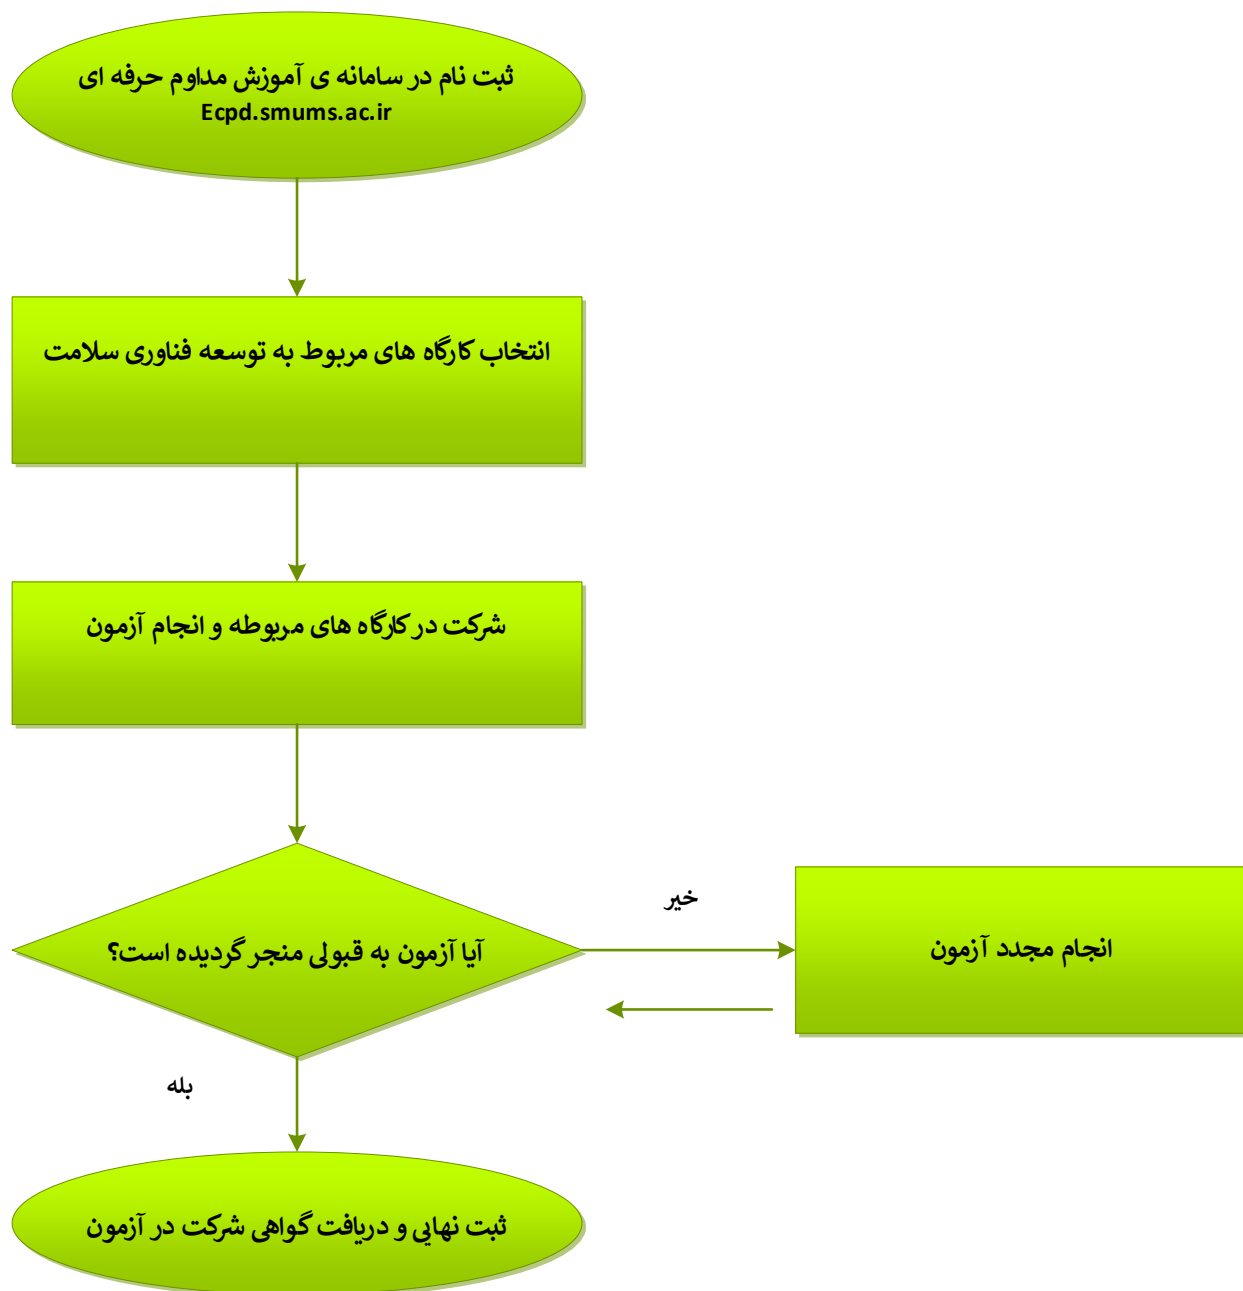 ثبت نام در سامانه ی آموزش مداوم حرفه ای
Ecpd.smums.ac.ir
انتخاب کارگاه های مربوط به توسعه فناوری سلامت
شرکت در کارگاه های مربوطه و انجام آزمون
آیا آزمون به قبولی منجر گردیده است؟
خیر
انجام مجدد آزمون
بله
ثبت نهایی و دریافت گواهی شرکت در آزمون